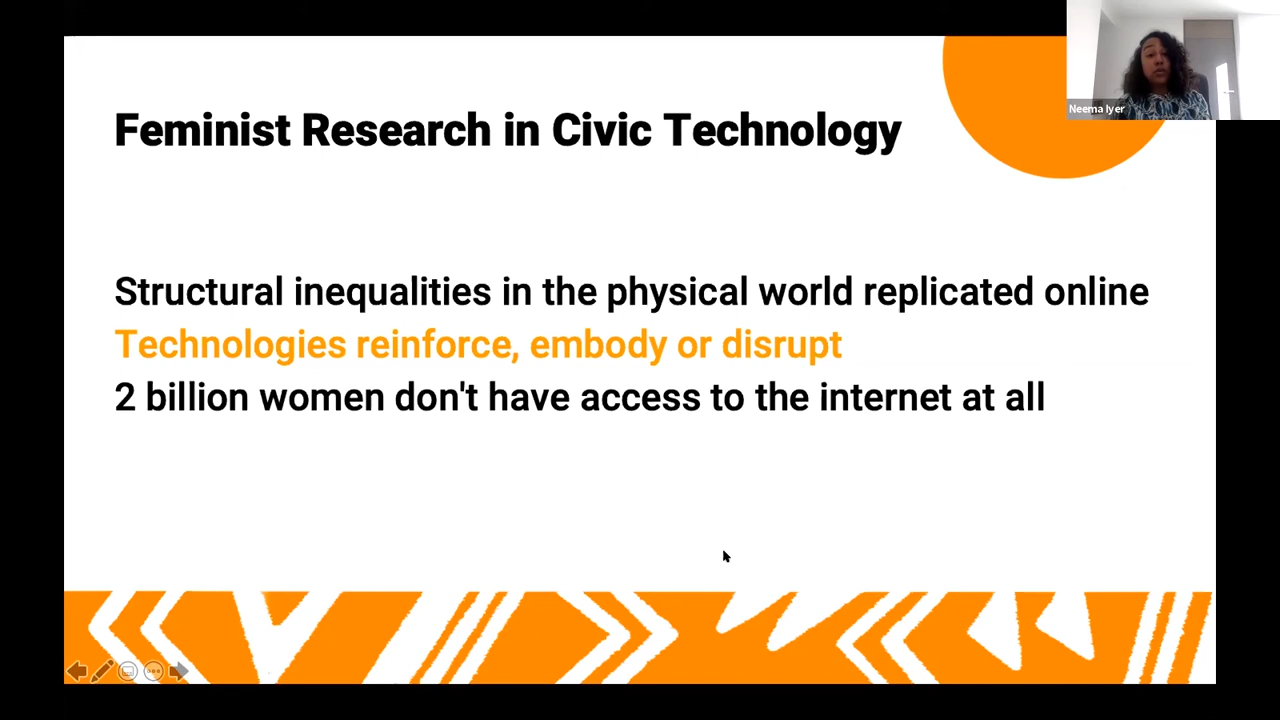 Neema Iyer
Feminist Research in Civic Technology
Structural inequalities in the physical world replicated online
Technologies reinforce, embody or disrupt
2 billion women don't have access to the internet at all